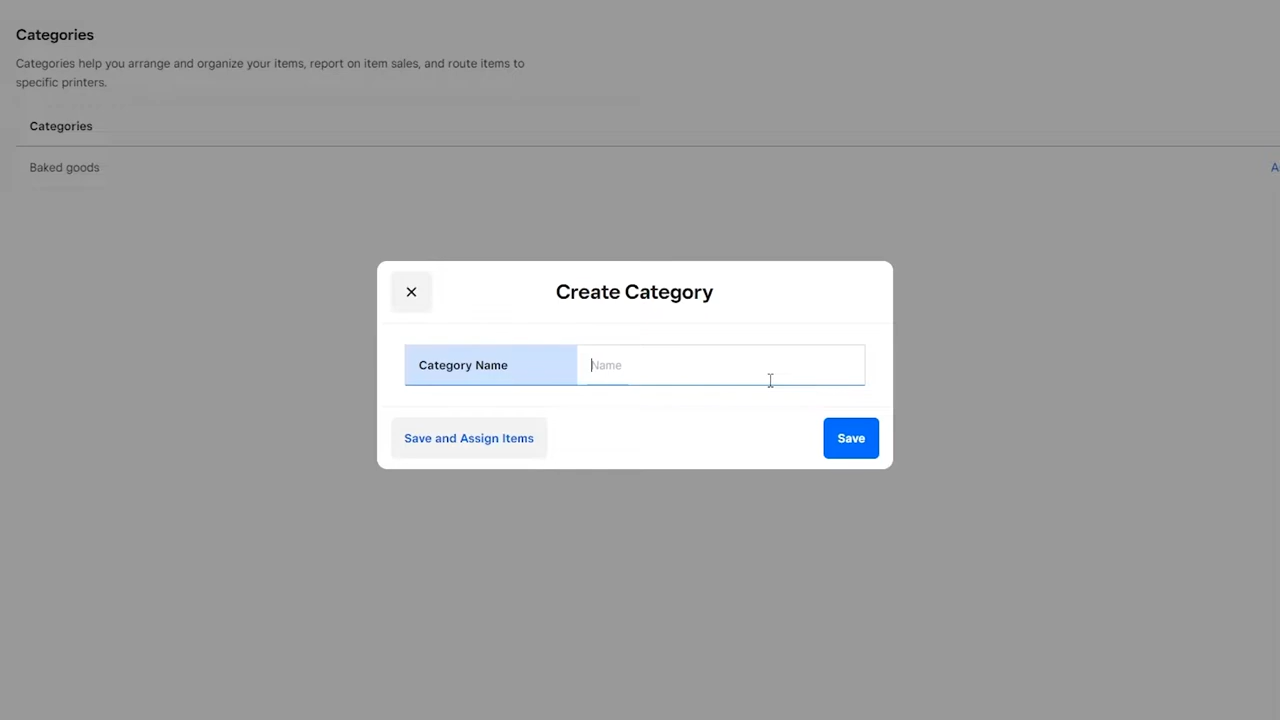 Categories
Categories help you arrange and organize your items, report on item sales, and route items to
specific printers.
Categories
Baked goods
Create Category
Category Name
Name
Save and Assign Items
Save